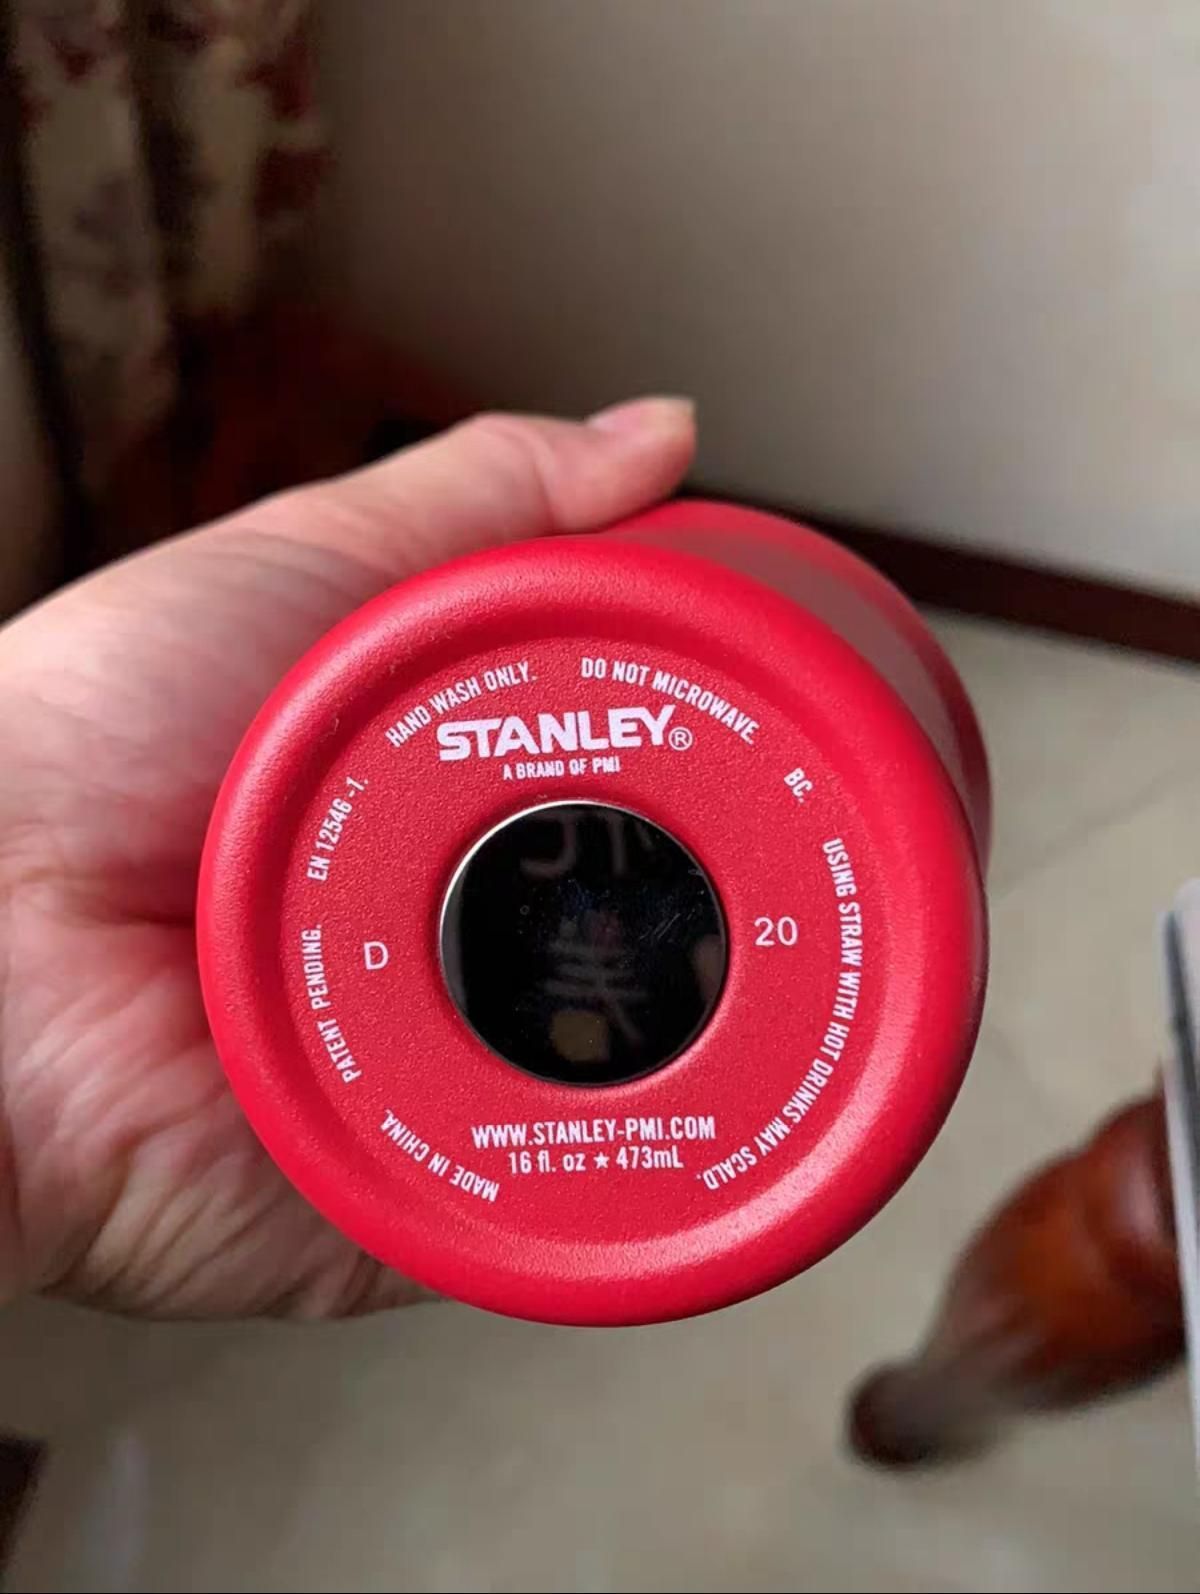 HAND WASH ONLY. DO NOT MICROWAVE.
STANLEY®
A BRAND OF PMI
BC.
EN 12546-1.
USING STRAW WITH HOT DRINKS MAY SCALD.
PATENT PENDING.
D
20
WWW.STANLEY-PMI.COM
16 fl. oz ★ 473mL
MADE IN CHINA.